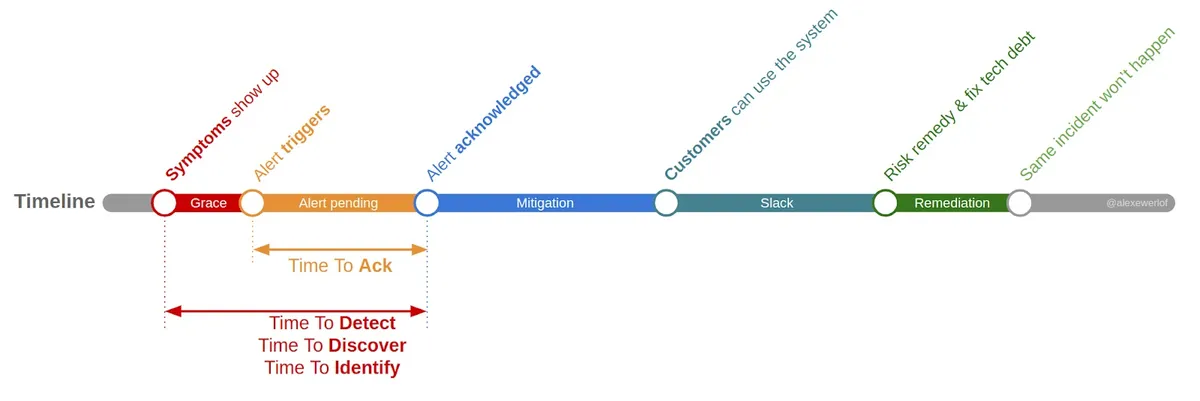 Symptoms show up
Alert triggers
Alert acknowledged
Customers can use the system
Risk remedy & fix tech debt
Same incident won't happen
Timeline
Grace
Alert pending
Mitigation
Slack
Remediation
@alexewerlof
Time To Ack
Time To Detect
Time To Discover
Time To Identify